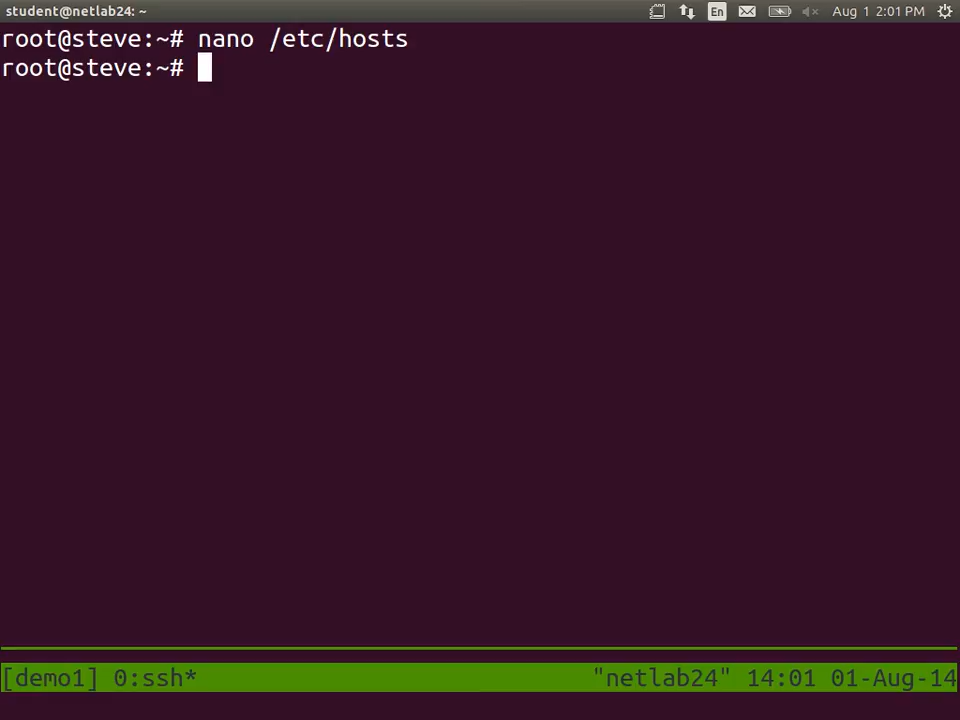 student@netlab24: ~ En Aug 1 2:01 PM
root@steve:~# nano /etc/hosts
root@steve:~#
[demo1] 0:ssh* "netlab24" 14:01 01-Aug-14